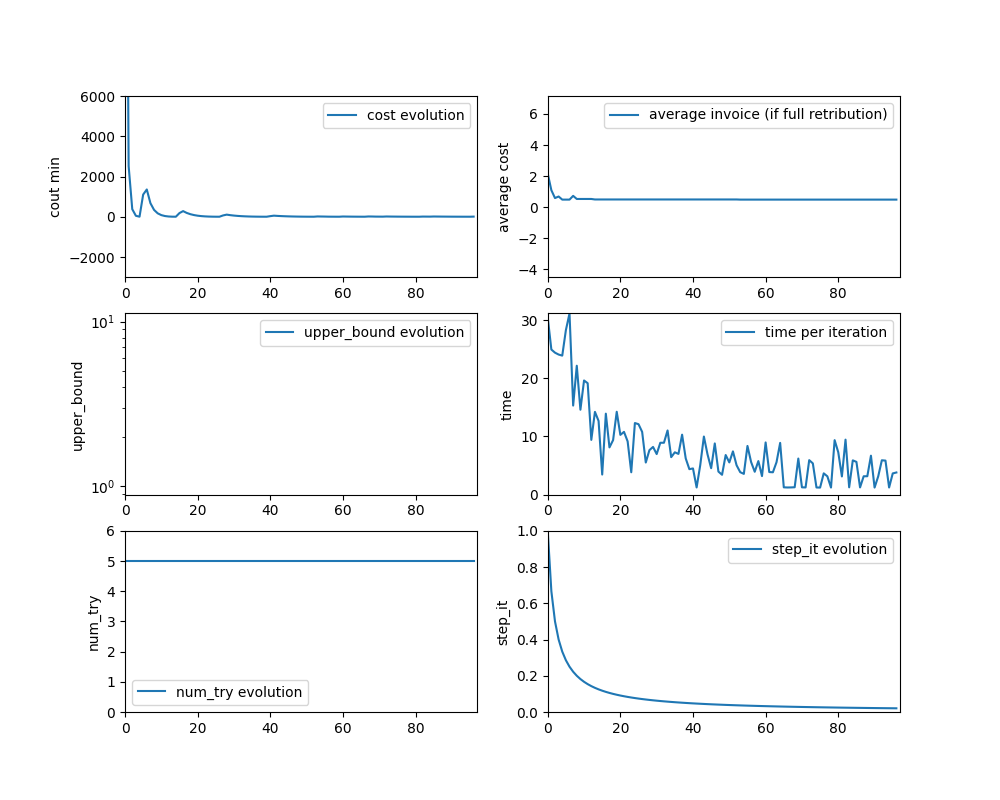 cost evolution
cout min
6000
4000
2000
0
−2000
0 20 40 60 80
average invoice (if full retribution)
average cost
6
4
2
0
−2
−4
0 20 40 60 80
upper_bound evolution
upper_bound
10¹
10⁰
0 20 40 60 80
time per iteration
time
30
20
10
0
0 20 40 60 80
num_try
6
5
4
3
2
1
0
num_try evolution
0 20 40 60 80
step_it evolution
step_it
1.0
0.8
0.6
0.4
0.2
0.0
0 20 40 60 80